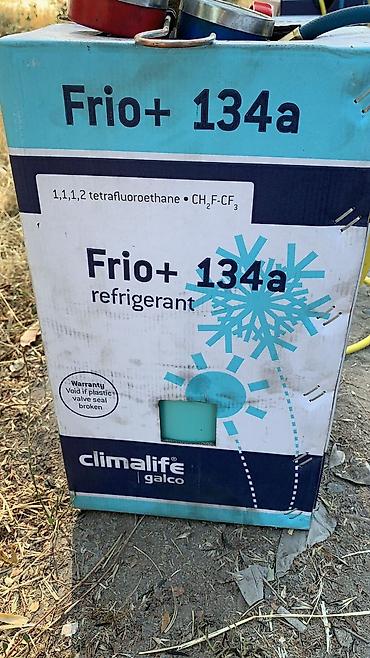 Frio+ 134a
1,1,1,2 tetrafluoroethane • CH₂F-CF₃
Frio+ 134a
refrigerant
Warranty
Void if plastic
valve seal
broken
climalife®
galco